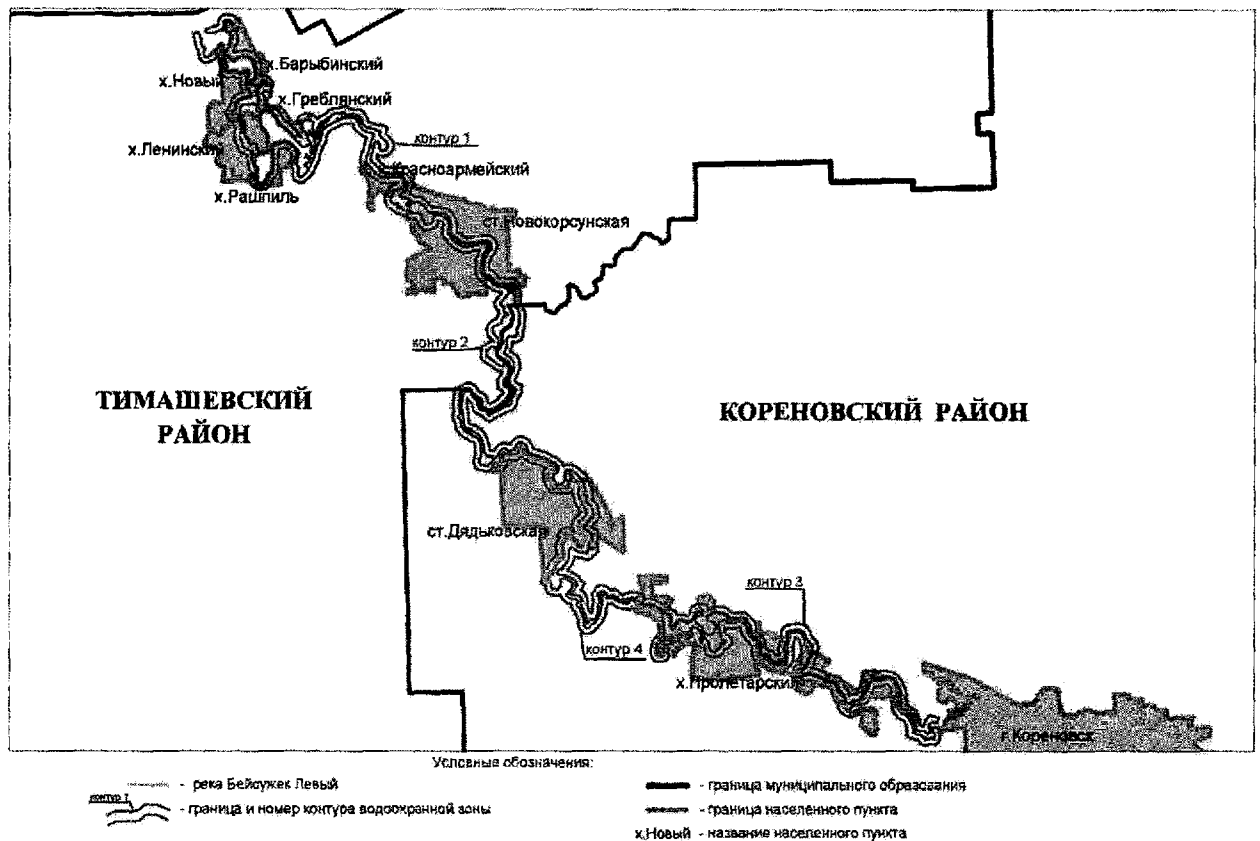 х.Барыбинский
х.Новый
х.Греблянский
контур 1
х.Ленинский
х.Красноармейский
х.Рашпиль
ст.Новокорсунская
контур 2
ТИМАШЕВСКИЙ
РАЙОН
КОРЕНОВСКИЙ РАЙОН
ст.Дядьковская
контур 3
контур 4
х.Пролетарский
г.Кореновск
Условные обозначения:
- река Бейсужек Левый
контур 1
- граница и номер контура водоохранной зоны
- граница муниципального образования
- граница населенного пункта
х.Новый - название населенного пункта